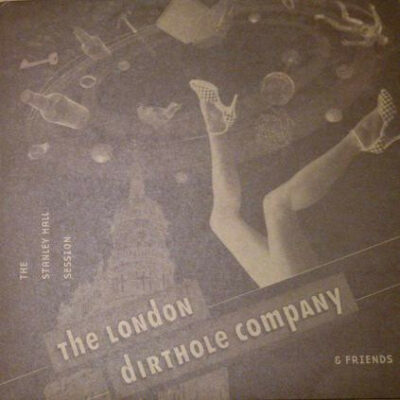 THE
STANLEY HALL
SESSION
The LONdON
dirthole company
& FRIENDS